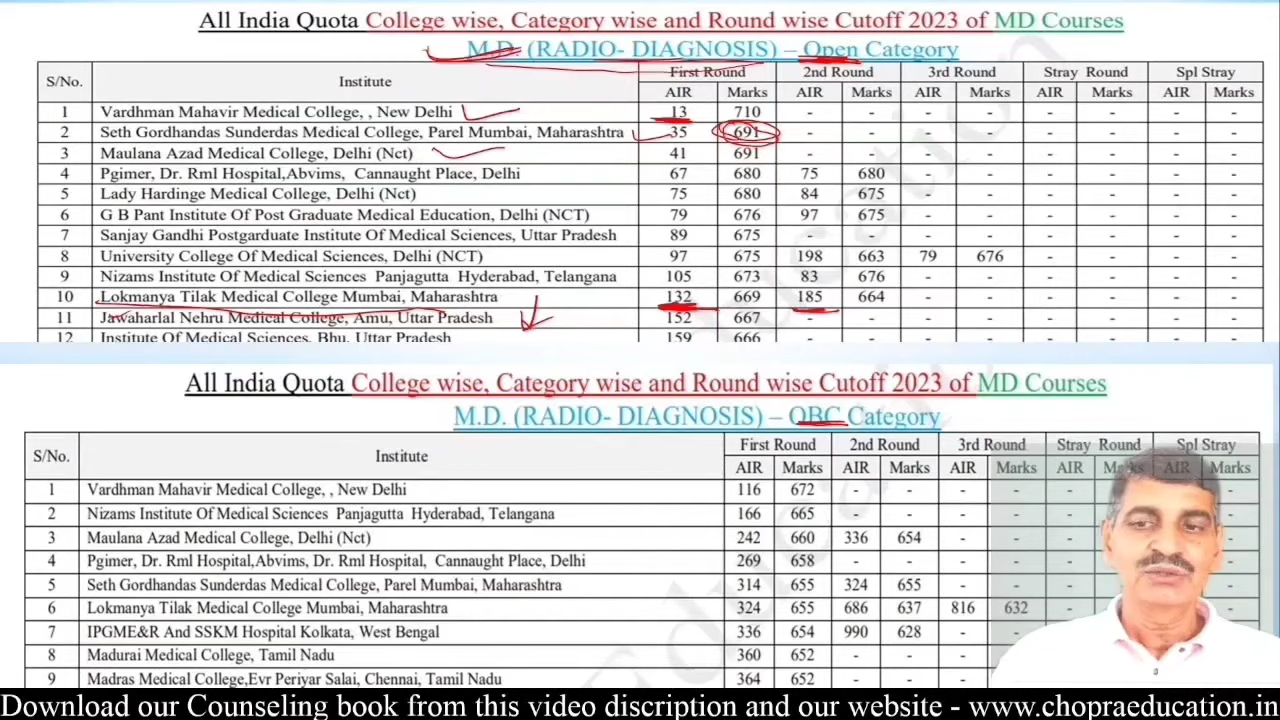 All India Quota College wise, Category wise and Round wise Cutoff 2023 of MD Courses
M.D. (RADIO- DIAGNOSIS) – Open Category
S/No. Institute First Round 2nd Round 3rd Round Stray Round Spl Stray
AIR Marks AIR Marks AIR Marks AIR Marks AIR Marks
1 Vardhman Mahavir Medical College, , New Delhi 13 710 - - - - - - - -
2 Seth Gordhandas Sunderdas Medical College, Parel Mumbai, Maharashtra 35 691 - - - - - - - -
3 Maulana Azad Medical College, Delhi (Nct) 41 691 - - - - - - - -
4 Pgimer, Dr. Rml Hospital,Abvims, Cannaught Place, Delhi 67 680 75 680 - - - - - -
5 Lady Hardinge Medical College, Delhi (Nct) 75 680 84 675 - - - - - -
6 G B Pant Institute Of Post Graduate Medical Education, Delhi (NCT) 79 676 97 675 - - - - - -
7 Sanjay Gandhi Postgarduate Institute Of Medical Sciences, Uttar Pradesh 89 675 - - - - - - - -
8 University College Of Medical Sciences, Delhi (NCT) 97 675 198 663 79 676 - - - -
9 Nizams Institute Of Medical Sciences Panjagutta Hyderabad, Telangana 105 673 83 676 - - - - - -
10 Lokmanya Tilak Medical College Mumbai, Maharashtra 132 669 185 664 - - - - - -
11 Jawaharlal Nehru Medical College, Amu, Uttar Pradesh 152 667 - - - - - - - -
12 Institute Of Medical Sciences, Bhu, Uttar Pradesh 159 666 - - - - - - - -
All India Quota College wise, Category wise and Round wise Cutoff 2023 of MD Courses
M.D. (RADIO- DIAGNOSIS) – OBC Category
S/No. Institute First Round 2nd Round 3rd Round Stray Round Spl Stray
AIR Marks AIR Marks AIR Marks AIR Marks AIR Marks
1 Vardhman Mahavir Medical College, , New Delhi 116 672 - - - - - - -
2 Nizams Institute Of Medical Sciences Panjagutta Hyderabad, Telangana 166 665 - - - - - - -
3 Maulana Azad Medical College, Delhi (Nct) 242 660 336 654 - - - - -
4 Pgimer, Dr. Rml Hospital,Abvims, Dr. Rml Hospital, Cannaught Place, Delhi 269 658 - - - - - - -
5 Seth Gordhandas Sunderdas Medical College, Parel Mumbai, Maharashtra 314 655 324 655 - - - - -
6 Lokmanya Tilak Medical College Mumbai, Maharashtra 324 655 686 637 816 632 - - -
7 IPGME&R And SSKM Hospital Kolkata, West Bengal 336 654 990 628 - - - -
8 Madurai Medical College, Tamil Nadu 360 652 - - - - - -
9 Madras Medical College,Evr Periyar Salai, Chennai, Tamil Nadu 364 652 - - - - -
Download our Counseling book from this video discription and our website - www.chopraeducation.in